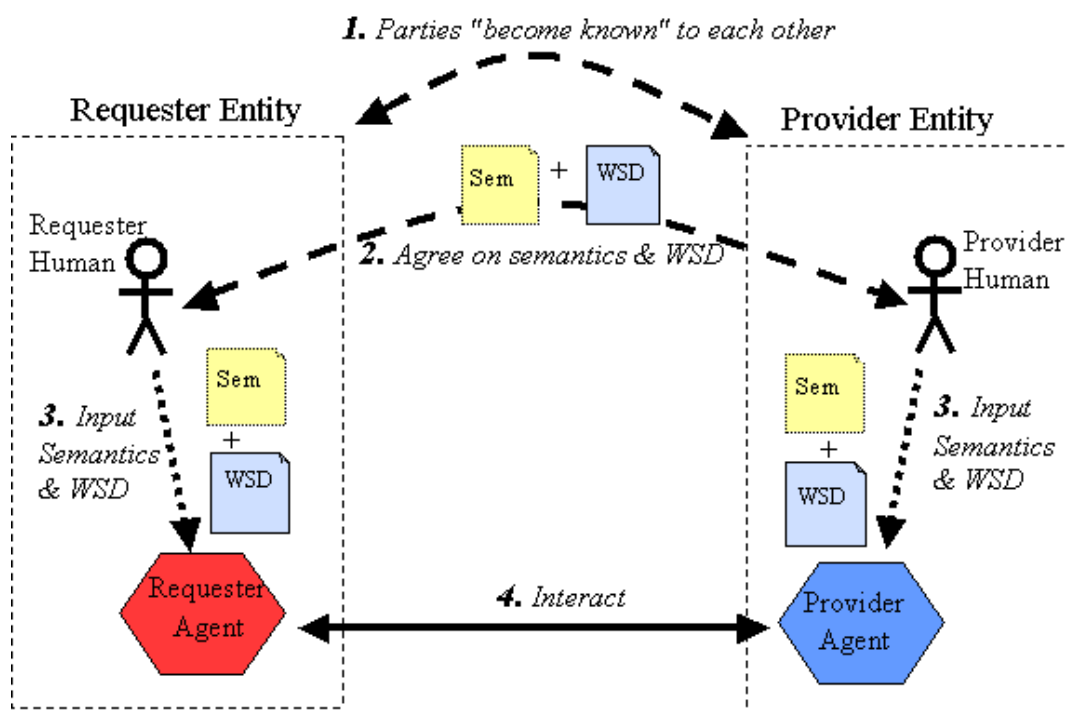 1. Parties "become known" to each other
Requester Entity
Provider Entity
Sem
+
WSD
Requester
Human
2. Agree on semantics & WSD
Provider
Human
Sem
+
WSD
3. Input
Semantics
& WSD
Sem
+
WSD
3. Input
Semantics
& WSD
Requester
Agent
4. Interact
Provider
Agent